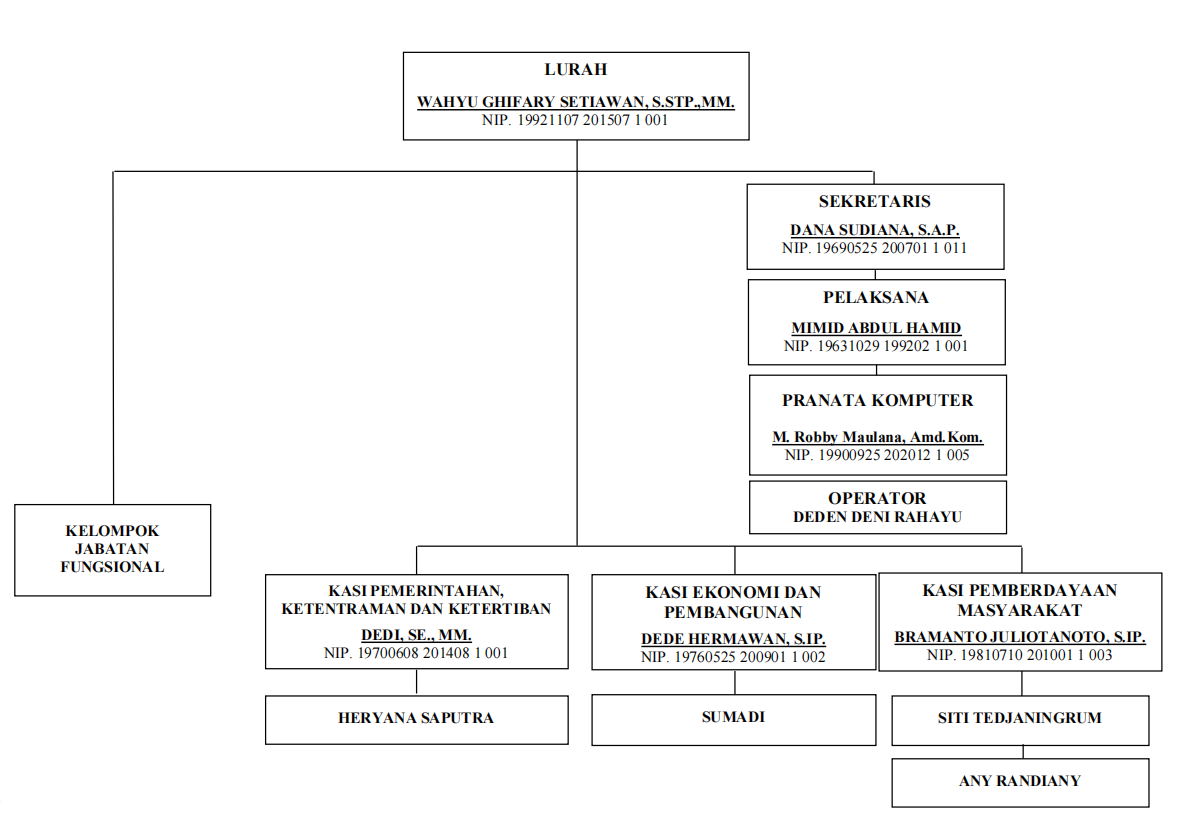 LURAH
WAHYU GHIFARY SETIAWAN, S.STP.,MM.
NIP. 19921107 201507 1 001
SEKRETARIS
DANA SUDIANA, S.A.P.
NIP. 19690525 200701 1 011
PELAKSANA
MIMID ABDUL HAMID
NIP. 19631029 199202 1 001
PRANATA KOMPUTER
M. Robby Maulana, Amd.Kom.
NIP. 19900925 202012 1 005
OPERATOR
DEDEN DENI RAHAYU
KELOMPOK
JABATAN
FUNGSIONAL
KASI PEMERINTAHAN,
KETENTRAMAN DAN KETERTIBAN
DEDI, SE., MM.
NIP. 19700608 201408 1 001
KASI EKONOMI DAN
PEMBANGUNAN
DEDE HERMAWAN, S.IP.
NIP. 19760525 200901 1 002
KASI PEMBERDAYAAN
MASYARAKAT
BRAMANTO JULIOTANOTO, S.IP.
NIP. 19810710 201001 1 003
HERYANA SAPUTRA
SUMADI
SITI TEDJANINGRUM
ANY RANDIANY